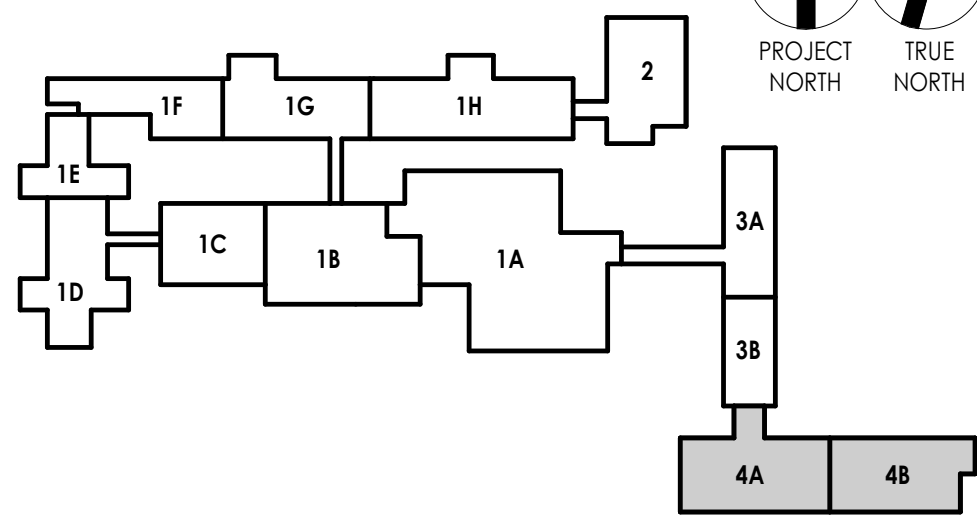 PROJECT
NORTH
TRUE
NORTH
2
1F
1G
1H
1E
3A
1C
1B
1A
1D
3B
4A
4B